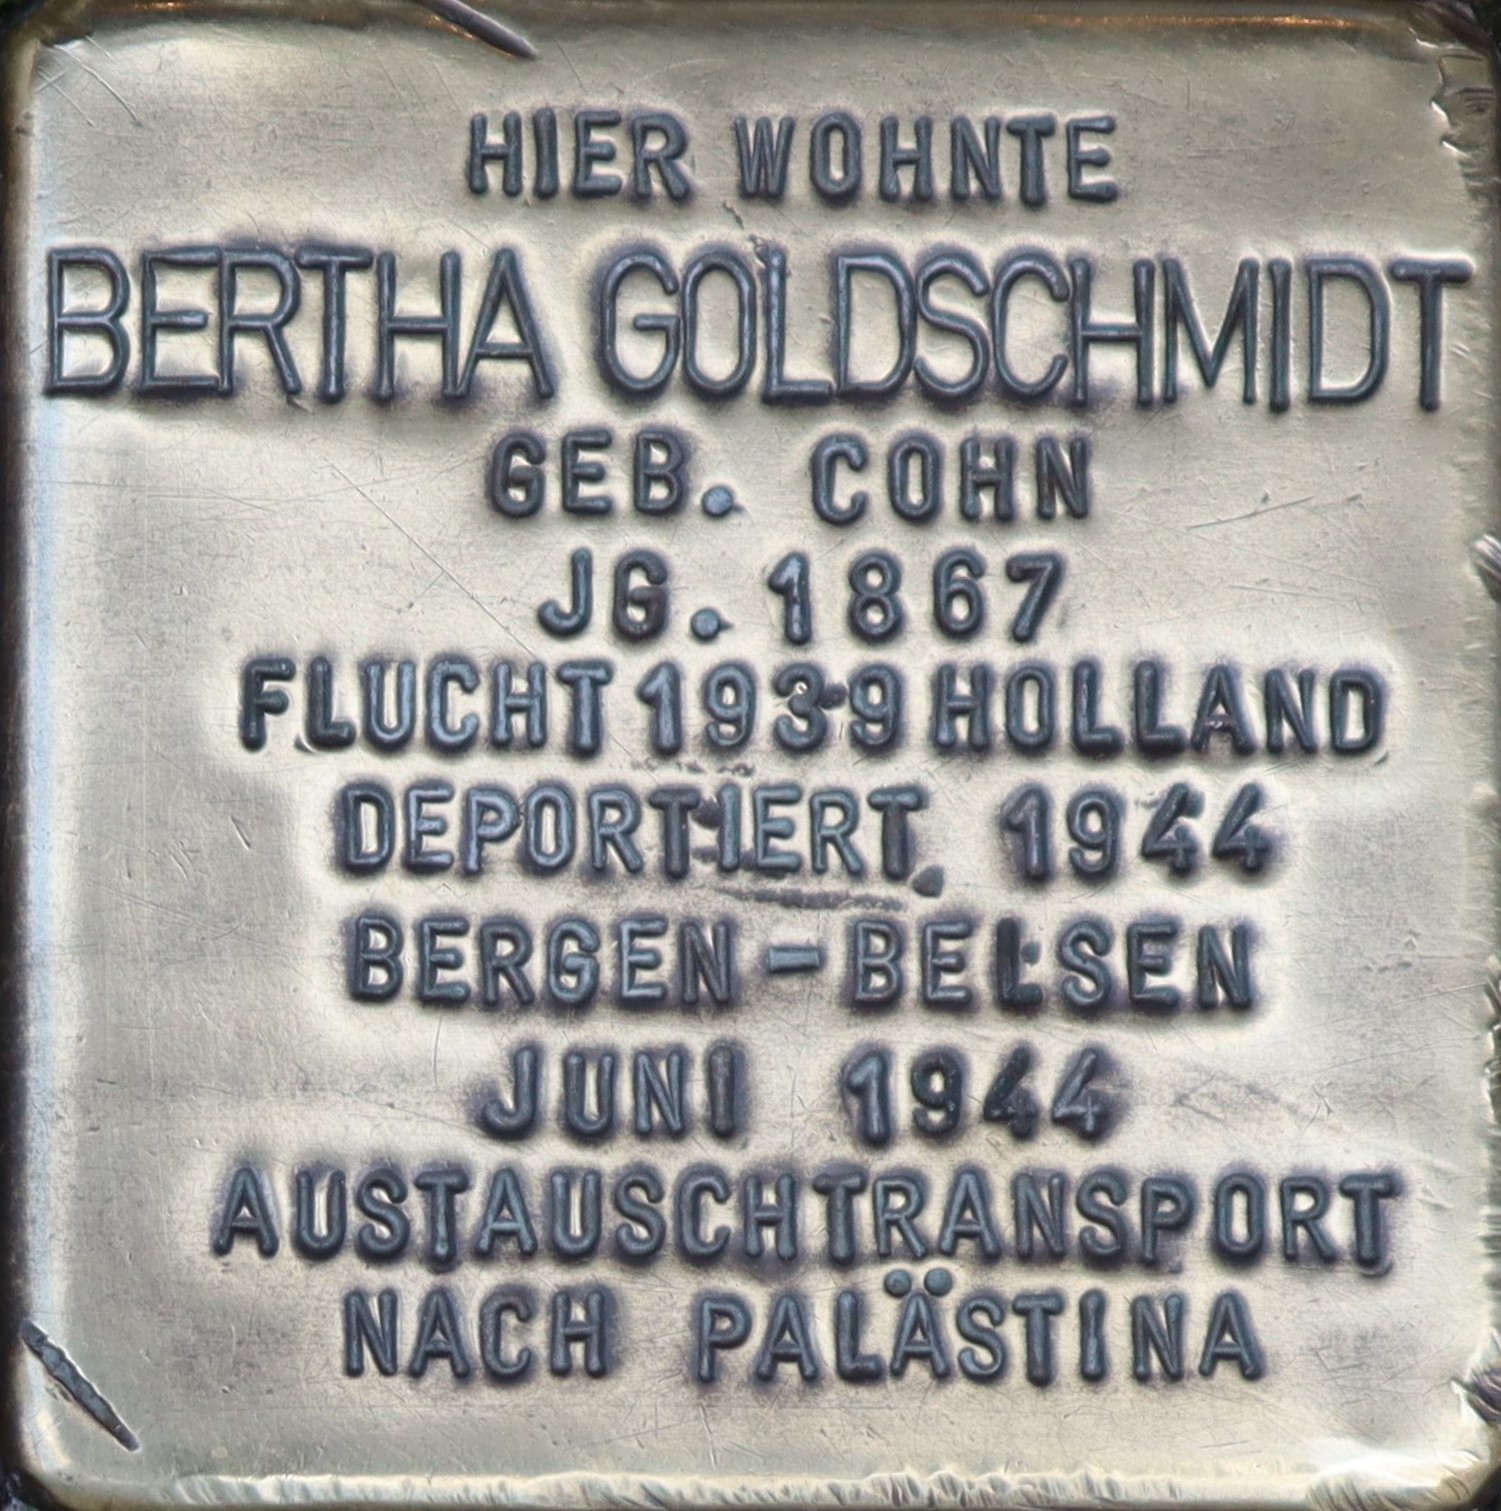 HIER WOHNTE
BERTHA GOLDSCHMIDT
GEB. COHN
JG. 1867
FLUCHT 1939 HOLLAND
DEPORTIERT 1944
BERGEN-BELSEN
JUNI 1944
AUSTAUSCHTRANSPORT
NACH PALÄSTINA